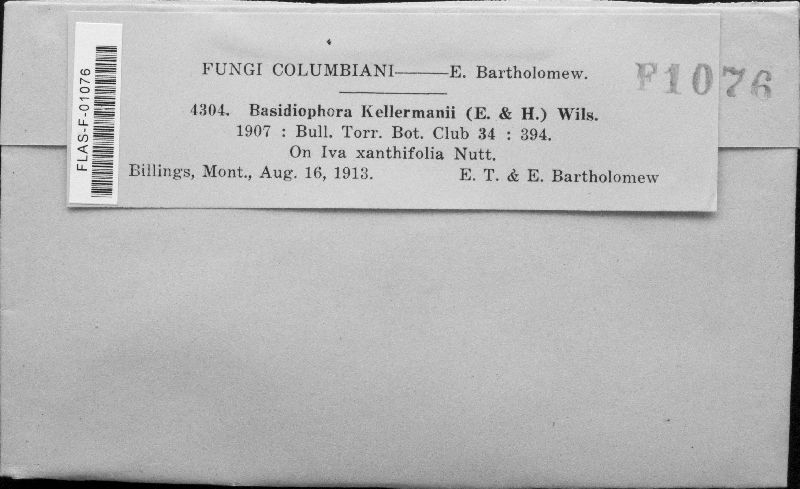 FUNGI COLUMBIANI——E. Bartholomew.
F1076
4304. Basidiophora Kellermanii (E. & H.) Wils.
1907 : Bull. Torr. Bot. Club 34 : 394.
On Iva xanthifolia Nutt.
Billings, Mont., Aug. 16, 1913. E. T. & E. Bartholomew
FLAS-F-01076